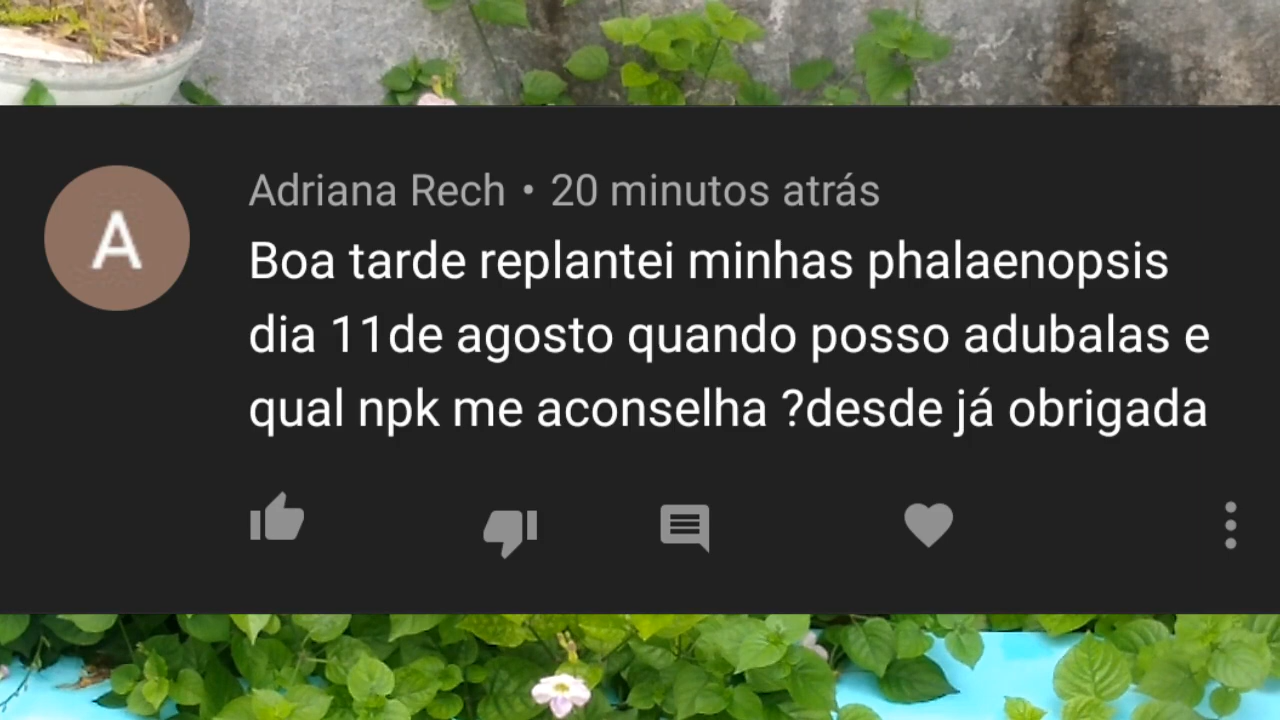 A
Adriana Rech • 20 minutos atrás
Boa tarde replantei minhas phalaenopsis
dia 11de agosto quando posso adubalas e
qual npk me aconselha ?desde já obrigada